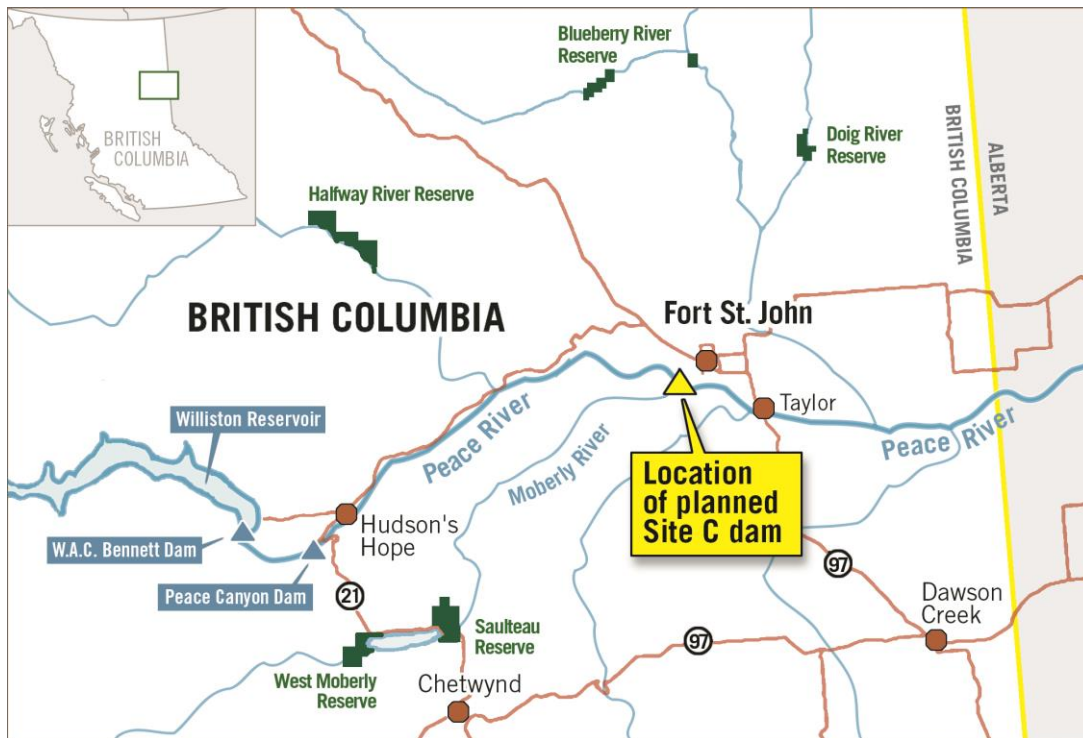 BRITISH
COLUMBIA
Blueberry River
Reserve
Doig River
Reserve
BRITISH COLUMBIA
ALBERTA
Halfway River Reserve
BRITISH COLUMBIA
Fort St. John
Williston Reservoir
Peace River
Moberly River
Taylor
Peace River
Location
of planned
Site C dam
Hudson's
Hope
W.A.C. Bennett Dam
Peace Canyon Dam
21
97
Dawson
Creek
97
Saulteau
Reserve
West Moberly
Reserve
Chetwynd